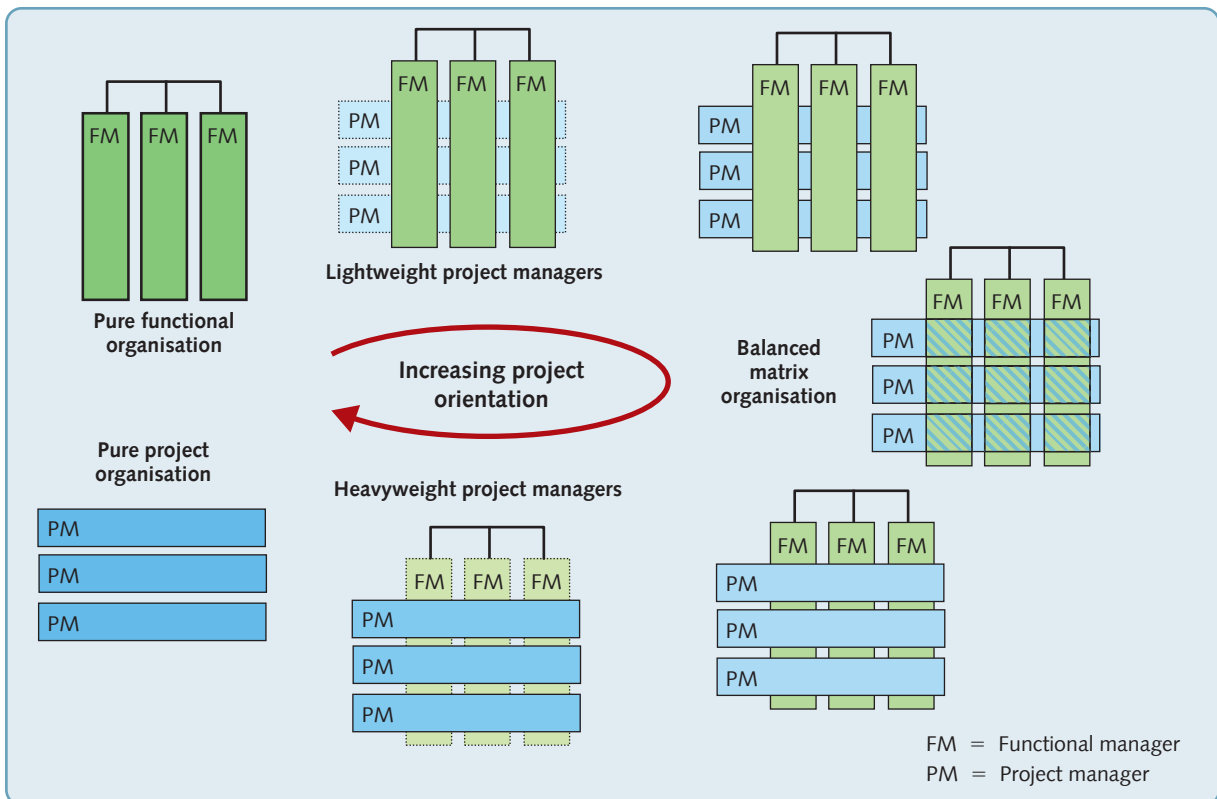 FM FM FM
Pure functional
organisation
FM FM FM
PM
PM
PM
Lightweight project managers
FM FM FM
PM
PM
PM
FM FM FM
PM
PM
PM
Balanced
matrix
organisation
Increasing project
orientation
Pure project
organisation
PM
PM
PM
Heavyweight project managers
FM FM FM
PM
PM
PM
FM FM FM
PM
PM
PM
FM = Functional manager
PM = Project manager